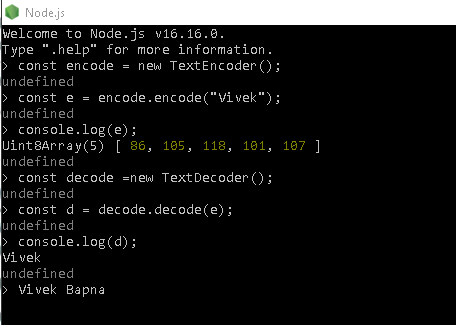 Node.js
Welcome to Node.js v16.16.0.
Type ".help" for more information.
> const encode = new TextEncoder();
undefined
> const e = encode.encode("Vivek");
undefined
> console.log(e);
Uint8Array(5) [ 86, 105, 118, 101, 107 ]
undefined
> const decode =new TextDecoder();
undefined
> const d = decode.decode(e);
undefined
> console.log(d);
Vivek
undefined
> Vivek Bapna